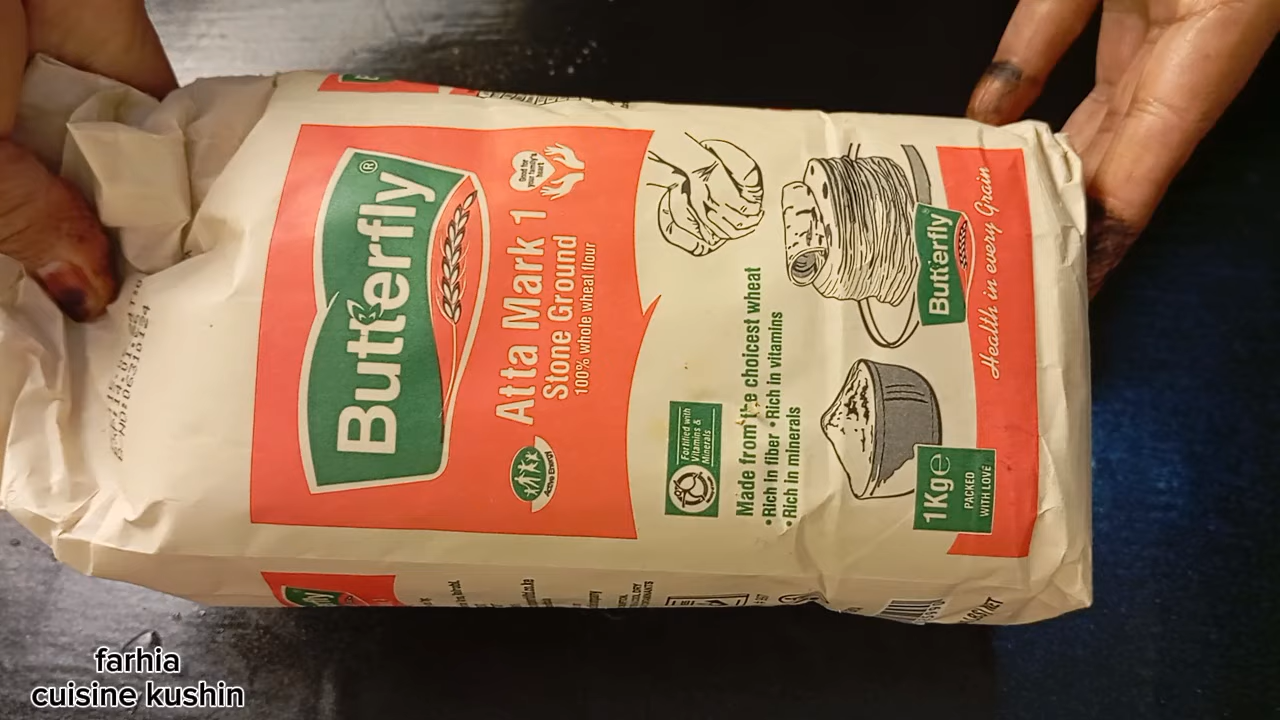 Butterfly®
Good for
your family's
heart
Atta Mark 1
Stone Ground
100% whole wheat flour
Active Energy
Fortified with
Vitamins &
Minerals
Made from the choicest wheat
•Rich in fiber •Rich in vitamins
•Rich in minerals
Butterfly
Health in every Grain
1Kg℮
PACKED
WITH LOVE
farhia
cuisine kushin